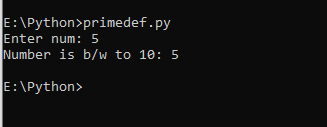 E:\Python>primedef.py
Enter num: 5
Number is b/w to 10: 5
E:\Python>